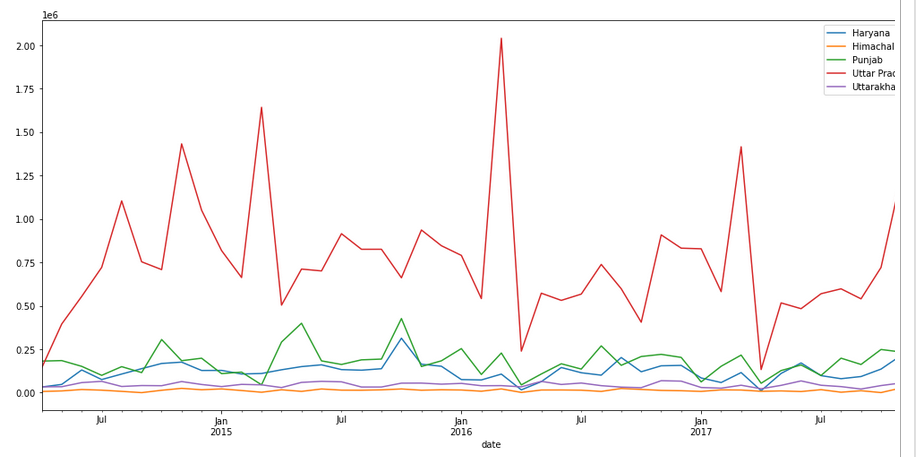 1e6
2.00
1.75
1.50
1.25
1.00
0.75
0.50
0.25
0.00
Haryana
Himachal
Punjab
Uttar Prac
Uttarakha
Jul
Jan
2015
Jul
Jan
2016
Jul
Jan
2017
Jul
date